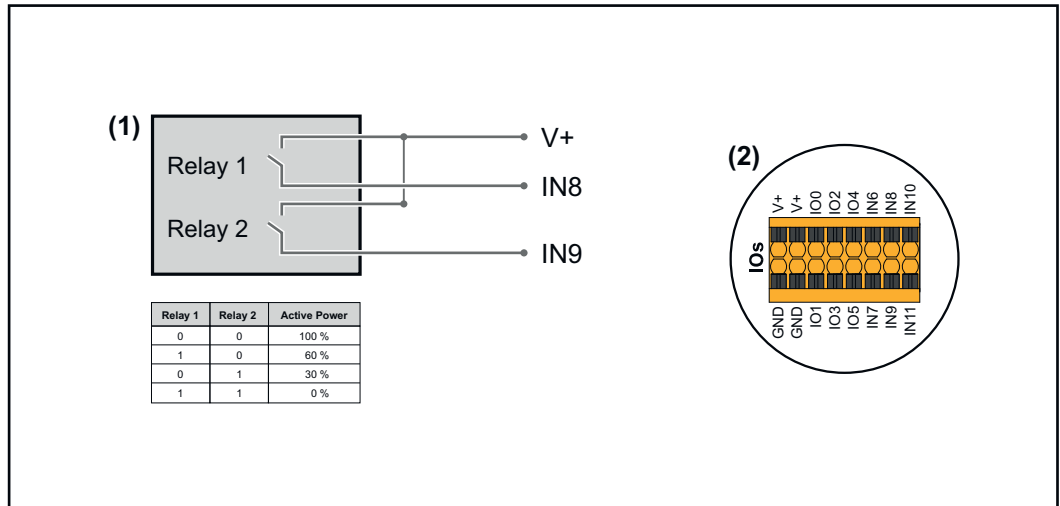 (1)
Relay 1
Relay 2
V+
IN8
IN9
Relay 1 Relay 2 Active Power
0 0 100 %
1 0 60 %
0 1 30 %
1 1 0 %
(2)
IOs
V+ V+ IO0 IO2 IO4 IN6 IN8 IN10
GND GND IO1 IO3 IO5 IN7 IN9 IN11